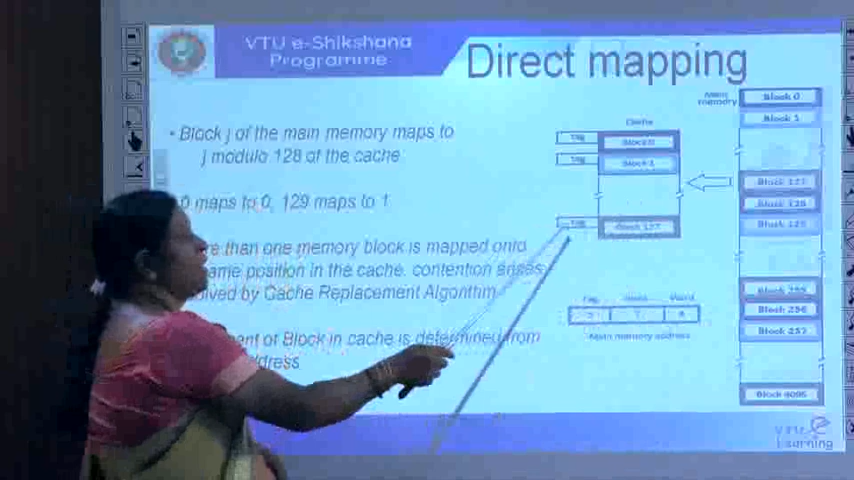 VTU e-Shikshana
Programme
Direct mapping
• Block j of the main memory maps to
j modulo 128 of the cache
0 maps to 0, 129 maps to 1
than one memory block is mapped onto
same position in the cache, contention arises
by Cache Replacement Algorithm
of Block in cache is determined from
Cache
Tag
Block 0
Tag
Block 1
Tag
Block 127
Main
memory
Block 0
Block 1
Block 127
Block 128
Block 129
Block 255
Block 256
Block 257
Block 4095
Tag
Word
5
7
4
Main memory address
VTU e
Learning